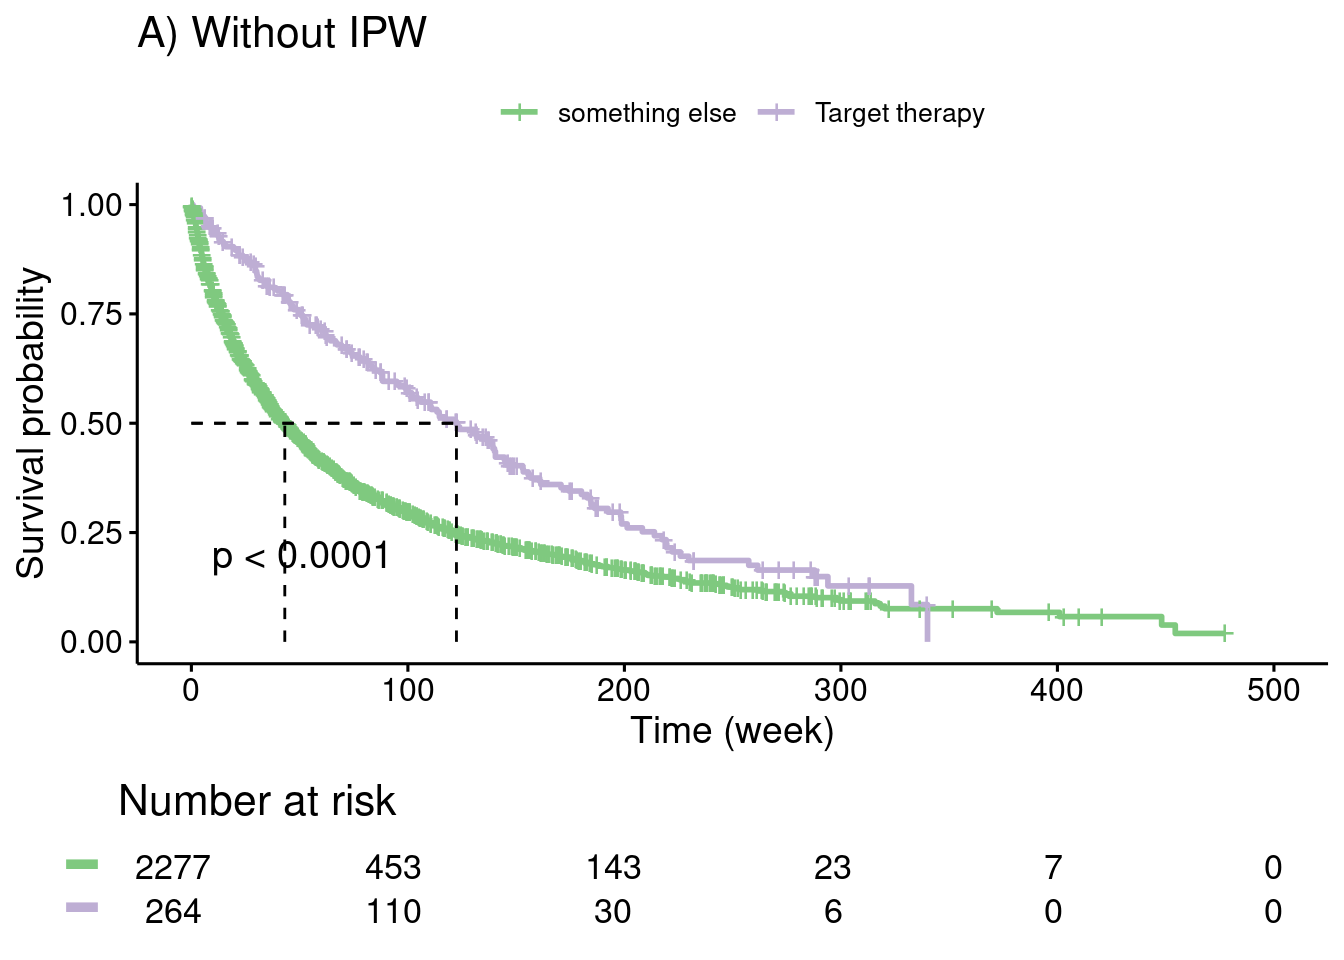 A) Without IPW
something else Target therapy
Survival probability
1.00
0.75
0.50
0.25
0.00
p < 0.0001
0 100 200 300 400 500
Time (week)
Number at risk
2277 453 143 23 7 0
264 110 30 6 0 0